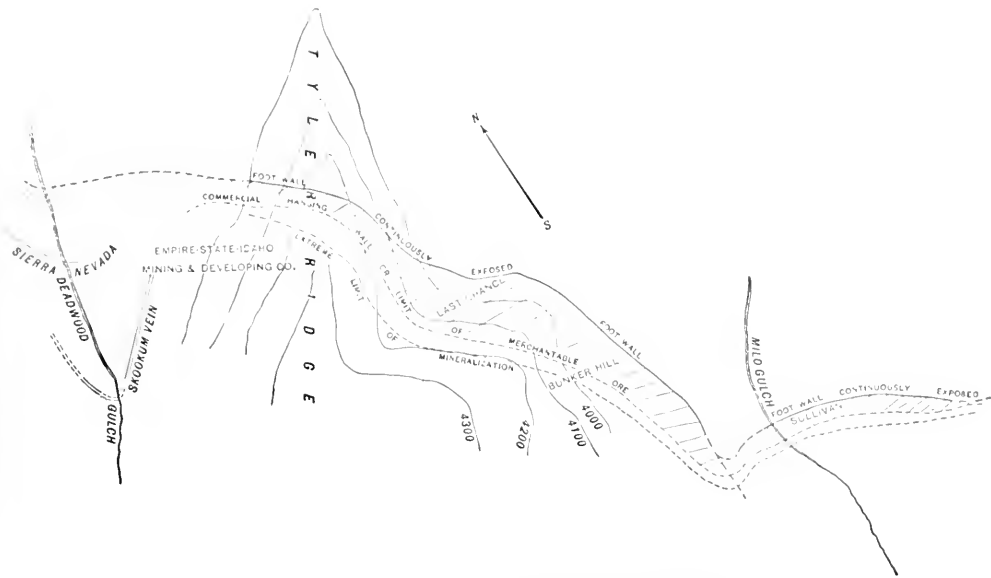 TYLER RIDGE
N
S
FOOT WALL CONTINUOUSLY EXPOSED FOOT WALL
COMMERCIAL HANGING WALL OR LIMIT OF MERCHANTABLE ORE
EXTREME LIMIT OF MINERALIZATION
EMPIRE-STATE-IDAHO
MINING & DEVELOPING CO.
SIERRA NEVADA
DEADWOOD GULCH
SKOOKUM VEIN
LAST CHANCE
BUNKER HILL
4300
4200
4100
4000
MILO GULCH
FOOT WALL CONTINUOUSLY EXPOSED
SULLIVAN